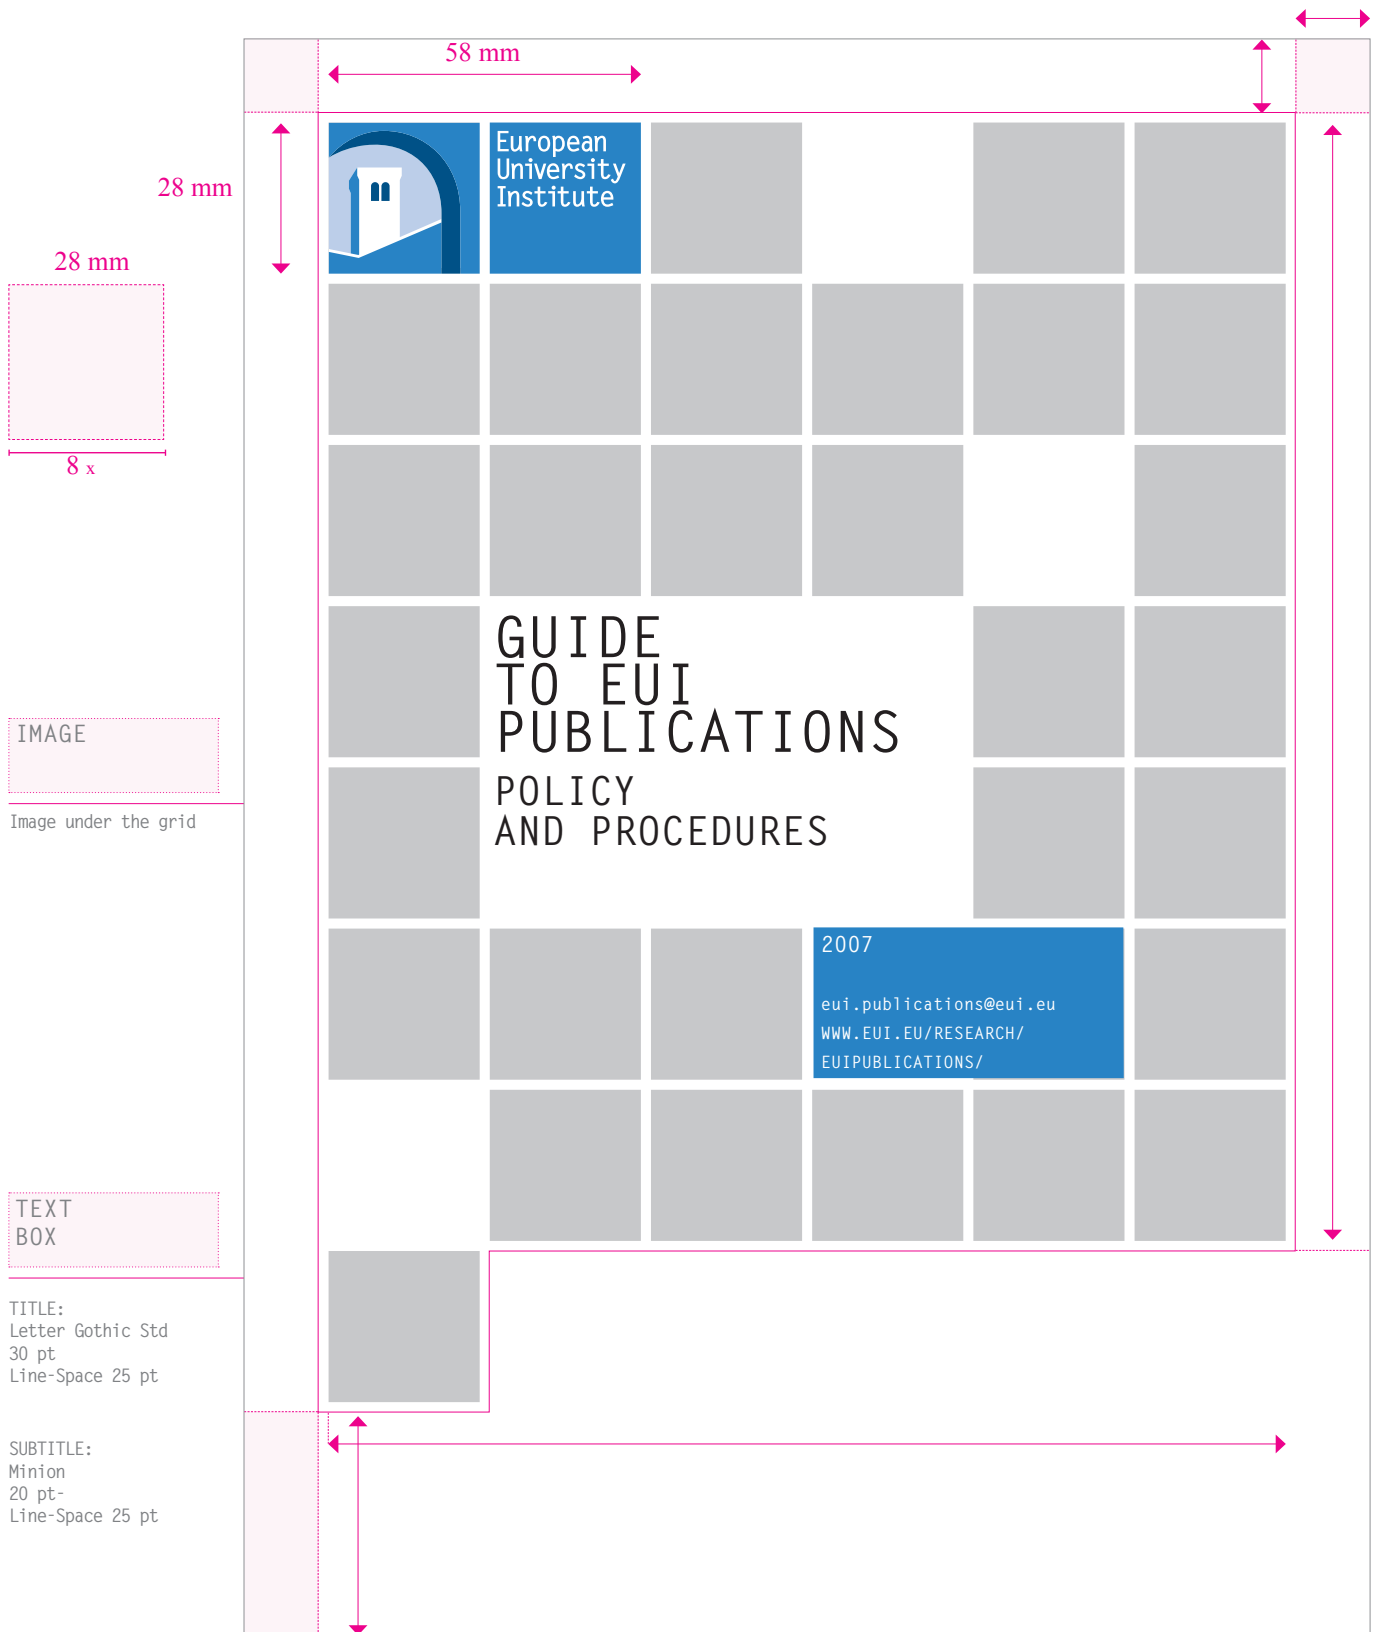 58 mm
28 mm
28 mm
8 x
European
University
Institute
GUIDE
TO EUI
PUBLICATIONS
POLICY
AND PROCEDURES
2007
eui.publications@eui.eu
WWW.EUI.EU/RESEARCH/
EUIPUBLICATIONS/
IMAGE
Image under the grid
TEXT
BOX
TITLE:
Letter Gothic Std
30 pt
Line-Space 25 pt
SUBTITLE:
Minion
20 pt-
Line-Space 25 pt